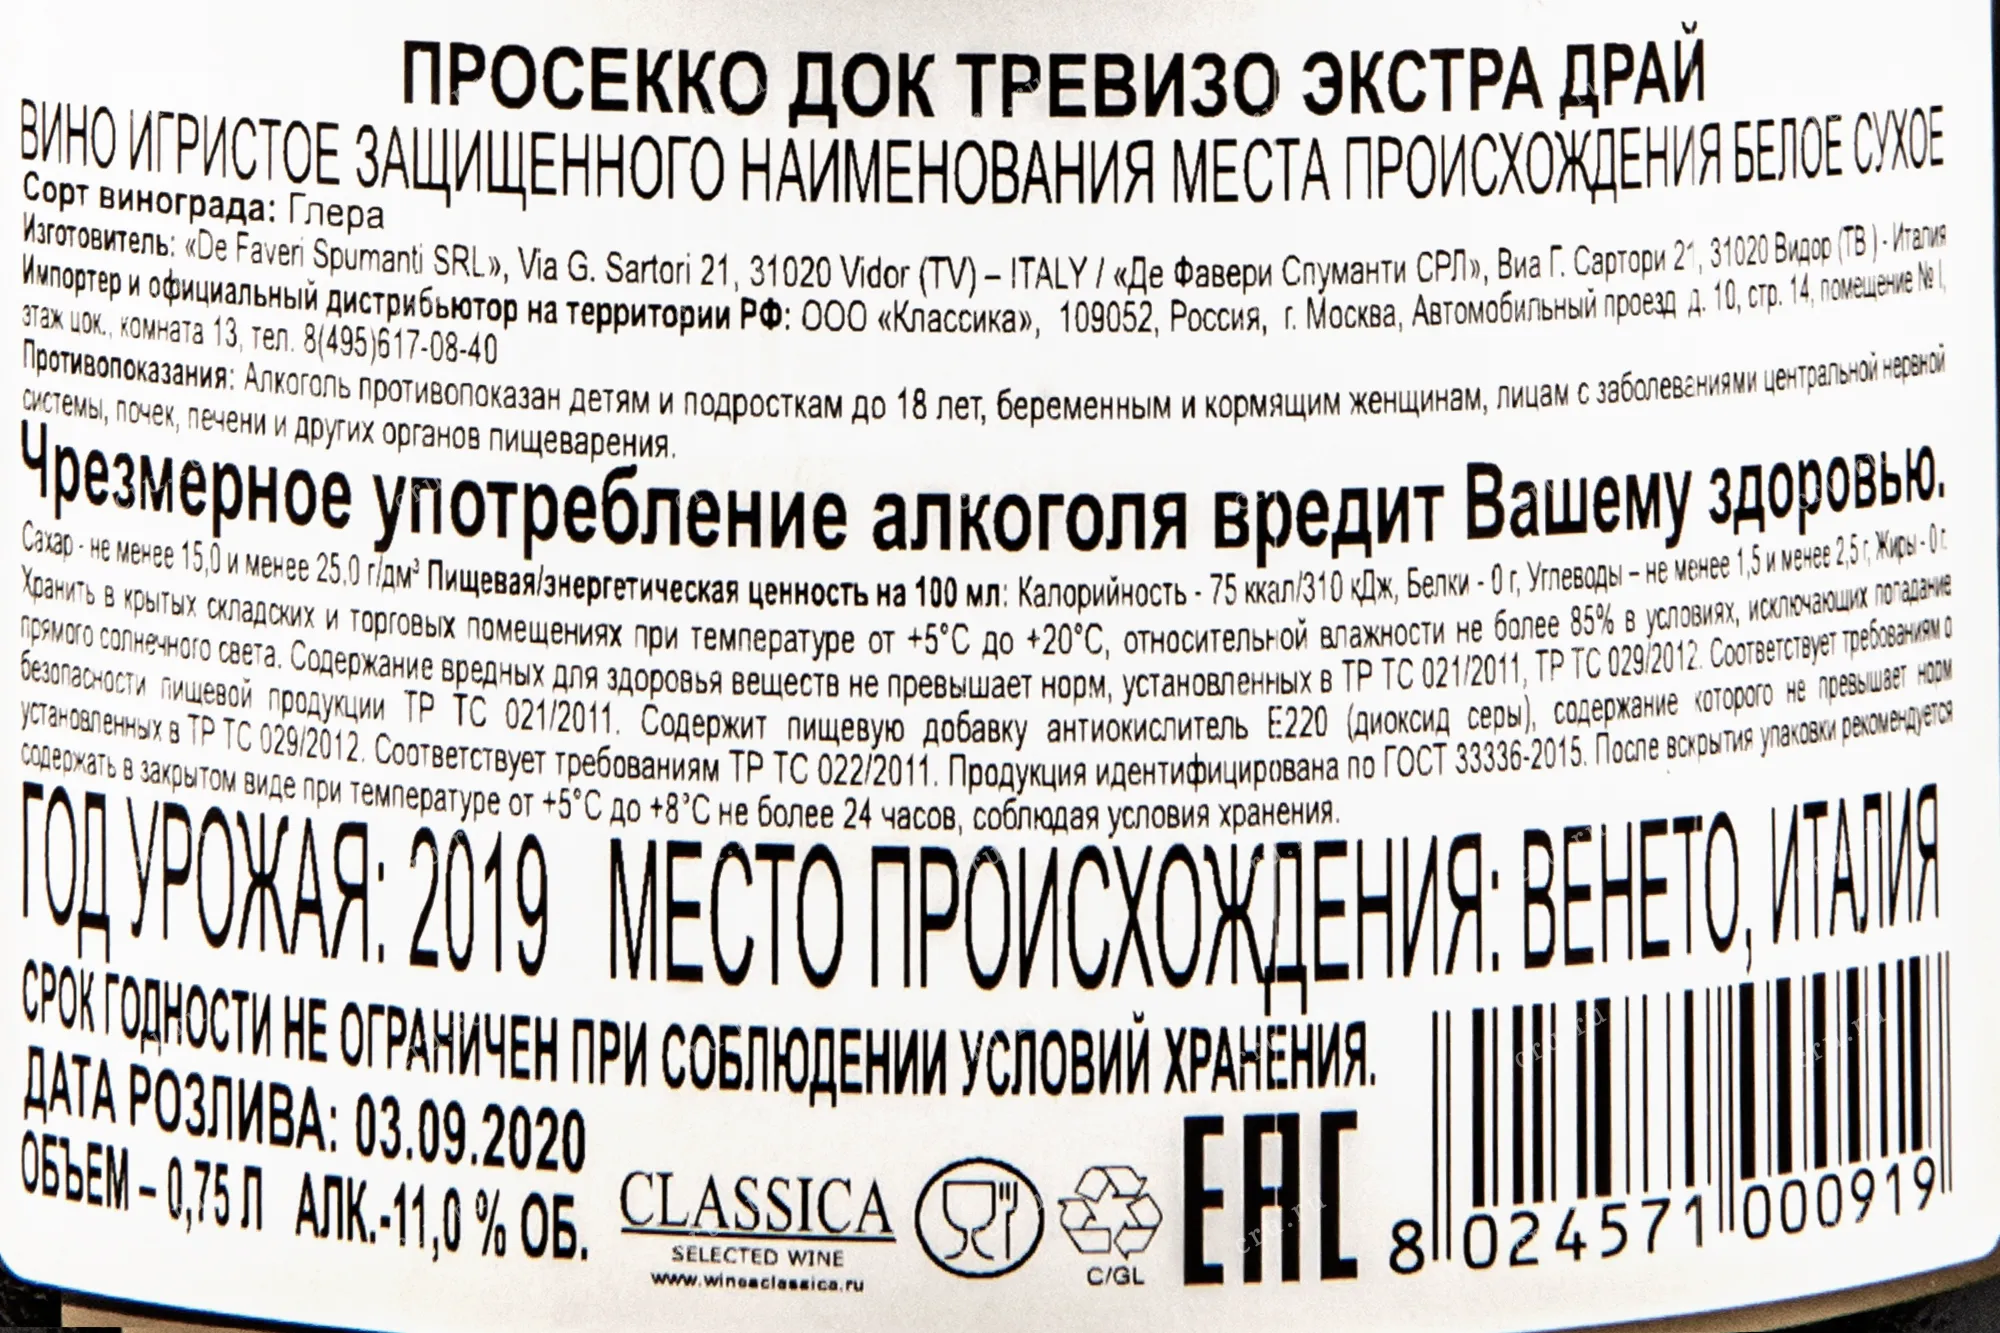 ПРОСЕККО ДОК ТРЕВИЗО ЭКСТРА ДРАЙ
ВИНО ИГРИСТОЕ ЗАЩИЩЕННОГО НАИМЕНОВАНИЯ МЕСТА ПРОИСХОЖДЕНИЯ БЕЛОЕ СУХОЕ
Сорт винограда: Глера
Изготовитель: «De Faveri Spumanti SRL», Via G. Sartori 21, 31020 Vidor (TV) – ITALY / «Де Фавери Спуманти СРЛ», Виа Г. Сартори 21, 31020 Видор (ТВ ) - Италия
Импортер и официальный дистрибьютор на территории РФ: ООО «Классика», 109052, Россия, г. Москва, Автомобильный проезд д. 10, стр. 14, помещение № I,
этаж цок., комната 13, тел. 8(495)617-08-40
Противопоказания: Алкоголь противопоказан детям и подросткам до 18 лет, беременным и кормящим женщинам, лицам с заболеваниями центральной нервной
системы, почек, печени и других органов пищеварения.
Чрезмерное употребление алкоголя вредит Вашему здоровью.
Сахар - не менее 15,0 и менее 25,0 г/дм³ Пищевая/энергетическая ценность на 100 мл: Калорийность - 75 ккал/310 кДж, Белки - 0 г, Углеводы – не менее 1,5 и менее 2,5 г, Жиры - 0 г.
Хранить в крытых складских и торговых помещениях при температуре от +5°С до +20°С, относительной влажности не более 85% в условиях, исключающих попадание
прямого солнечного света. Содержание вредных для здоровья веществ не превышает норм, установленных в ТР ТС 021/2011, ТР ТС 029/2012. Соответствует требованиям о
безопасности пищевой продукции ТР ТС 021/2011. Содержит пищевую добавку антиокислитель Е220 (диоксид серы), содержание которого не превышает норм
установленных в ТР ТС 029/2012. Соответствует требованиям ТР ТС 022/2011. Продукция идентифицирована по ГОСТ 33336-2015. После вскрытия упаковки рекомендуется
содержать в закрытом виде при температуре от +5°С до +8°С не более 24 часов, соблюдая условия хранения.
ГОД УРОЖАЯ: 2019 МЕСТО ПРОИСХОЖДЕНИЯ: ВЕНЕТО, ИТАЛИЯ
СРОК ГОДНОСТИ НЕ ОГРАНИЧЕН ПРИ СОБЛЮДЕНИИ УСЛОВИЙ ХРАНЕНИЯ.
ДАТА РОЗЛИВА: 03.09.2020
ОБЪЕМ – 0,75 Л АЛК.-11,0 % ОБ.
CLASSICA
SELECTED WINE
www.winesclassica.ru
C/GL
EAC
8 024571 000919
cru.ru